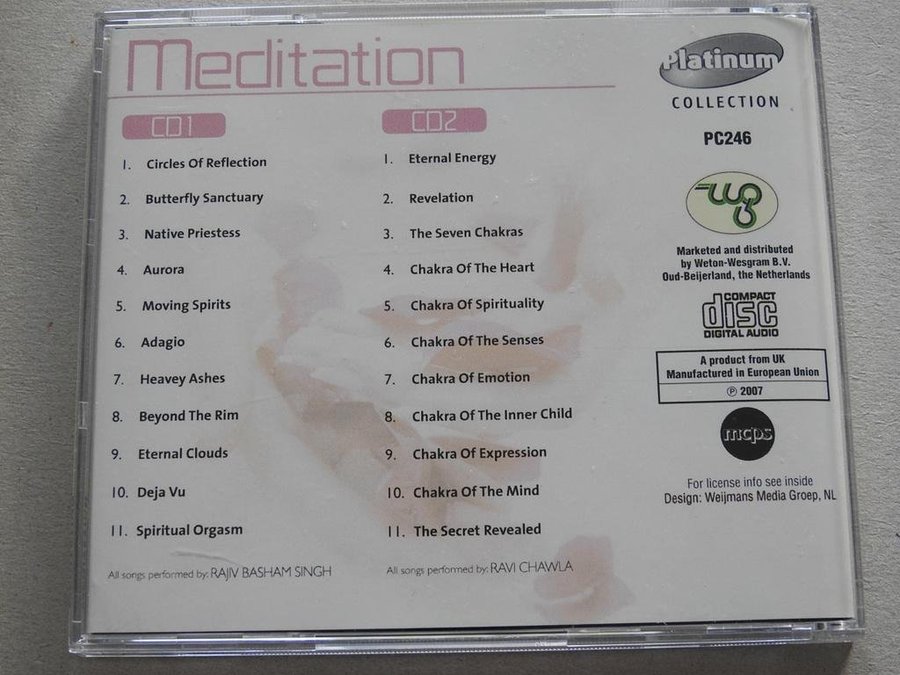 Meditation
CD1
1. Circles Of Reflection
2. Butterfly Sanctuary
3. Native Priestess
4. Aurora
5. Moving Spirits
6. Adagio
7. Heavey Ashes
8. Beyond The Rim
9. Eternal Clouds
10. Deja Vu
11. Spiritual Orgasm
All songs performed by: RAJIV BASHAM SINGH
CD2
1. Eternal Energy
2. Revelation
3. The Seven Chakras
4. Chakra Of The Heart
5. Chakra Of Spirituality
6. Chakra Of The Senses
7. Chakra Of Emotion
8. Chakra Of The Inner Child
9. Chakra Of Expression
10. Chakra Of The Mind
11. The Secret Revealed
All songs performed by: RAVI CHAWLA
Platinum
COLLECTION
PC246
Marketed and distributed
by Weton-Wesgram B.V.
Oud-Beijerland, the Netherlands
COMPACT
disc
DIGITAL AUDIO
A product from UK
Manufactured in European Union
℗ 2007
mcps
For license info see inside
Design: Weijmans Media Groep, NL